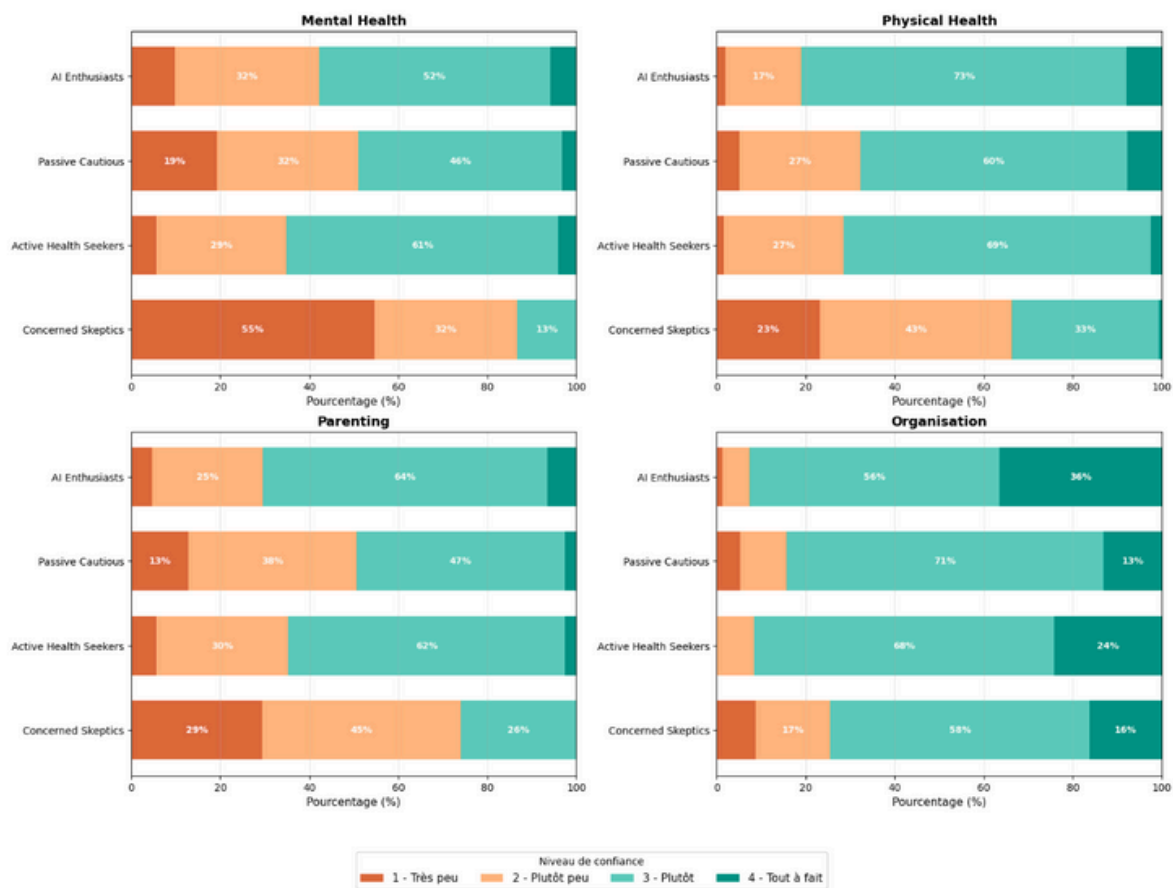 Mental Health
AI Enthusiasts
32%
52%
Passive Cautious
19%
32%
46%
Active Health Seekers
29%
61%
Concerned Skeptics
55%
32%
13%
0 20 40 60 80 100
Pourcentage (%)
Physical Health
AI Enthusiasts
17%
73%
Passive Cautious
27%
60%
Active Health Seekers
27%
69%
Concerned Skeptics
23%
43%
33%
0 20 40 60 80 100
Pourcentage (%)
Parenting
AI Enthusiasts
25%
64%
Passive Cautious
13%
38%
47%
Active Health Seekers
30%
62%
Concerned Skeptics
29%
45%
26%
0 20 40 60 80 100
Pourcentage (%)
Organisation
AI Enthusiasts
56%
36%
Passive Cautious
71%
13%
Active Health Seekers
68%
24%
Concerned Skeptics
17%
58%
16%
0 20 40 60 80 100
Pourcentage (%)
Niveau de confiance
1 - Très peu 2 - Plutôt peu 3 - Plutôt 4 - Tout à fait